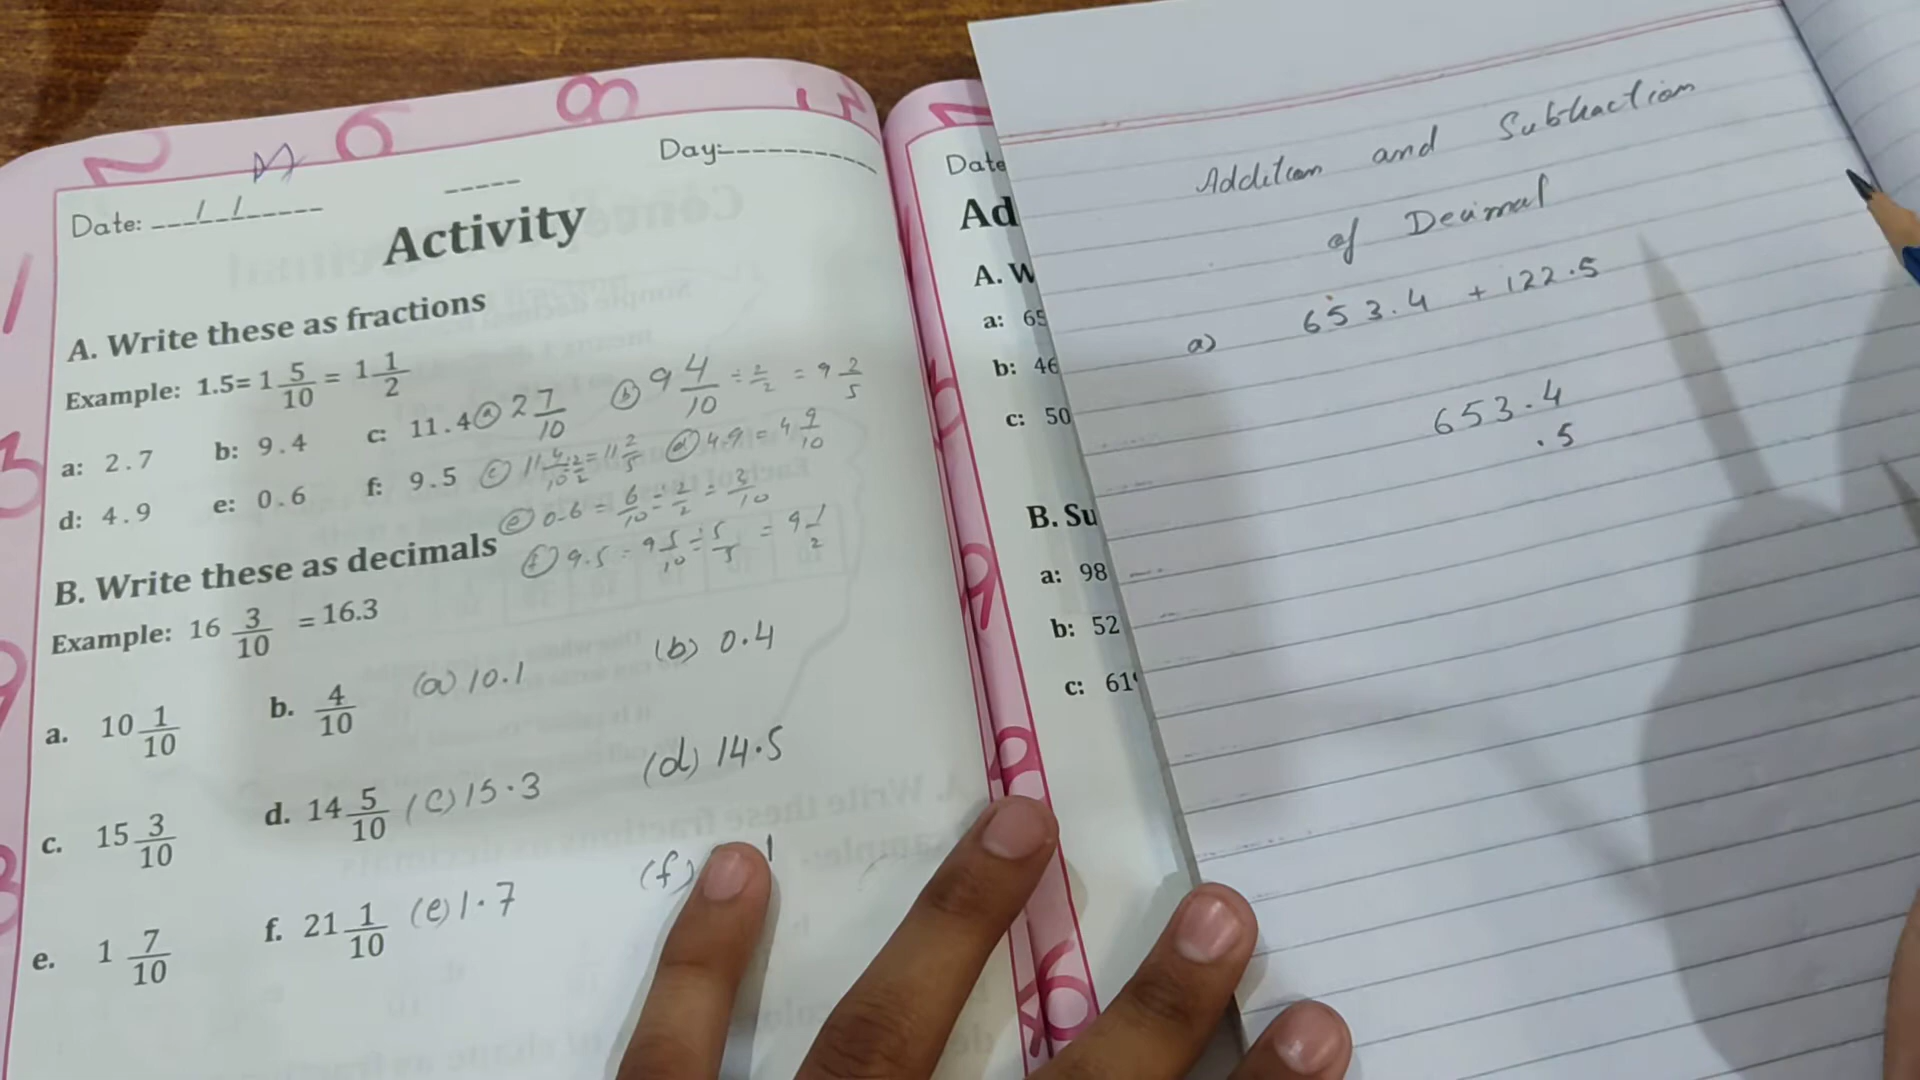 Date: __/__/____
Day:__________
Activity
A. Write these as fractions
Example: 1.5= 1 5/10 = 1 1/2
a: 2.7 b: 9.4 c: 11.4
d: 4.9 e: 0.6 f: 9.5
(a) 2 7/10 (b) 9 4/10 ÷ 2/2 = 9 2/5
(c) 11 4/10 ÷ 2/2 = 11 2/5 (d) 4.9 = 4 9/10
(e) 0.6 = 6/10 ÷ 2/2 = 3/10
(f) 9.5 = 9 5/10 ÷ 5/5 = 9 1/2
B. Write these as decimals
Example: 16 3/10 = 16.3
a. 10 1/10 b. 4/10 (a) 10.1 (b) 0.4
c. 15 3/10 d. 14 5/10 (c) 15.3 (d) 14.5
e. 1 7/10 f. 21 1/10 (e) 1.7 (f)
Date
Ad
A. W
a: 65
b: 46
c: 50
B. Su
a: 98
b: 52
c: 61
Addition and Subtraction
of Decimal
a) 653.4 + 122.5
653.4
.5